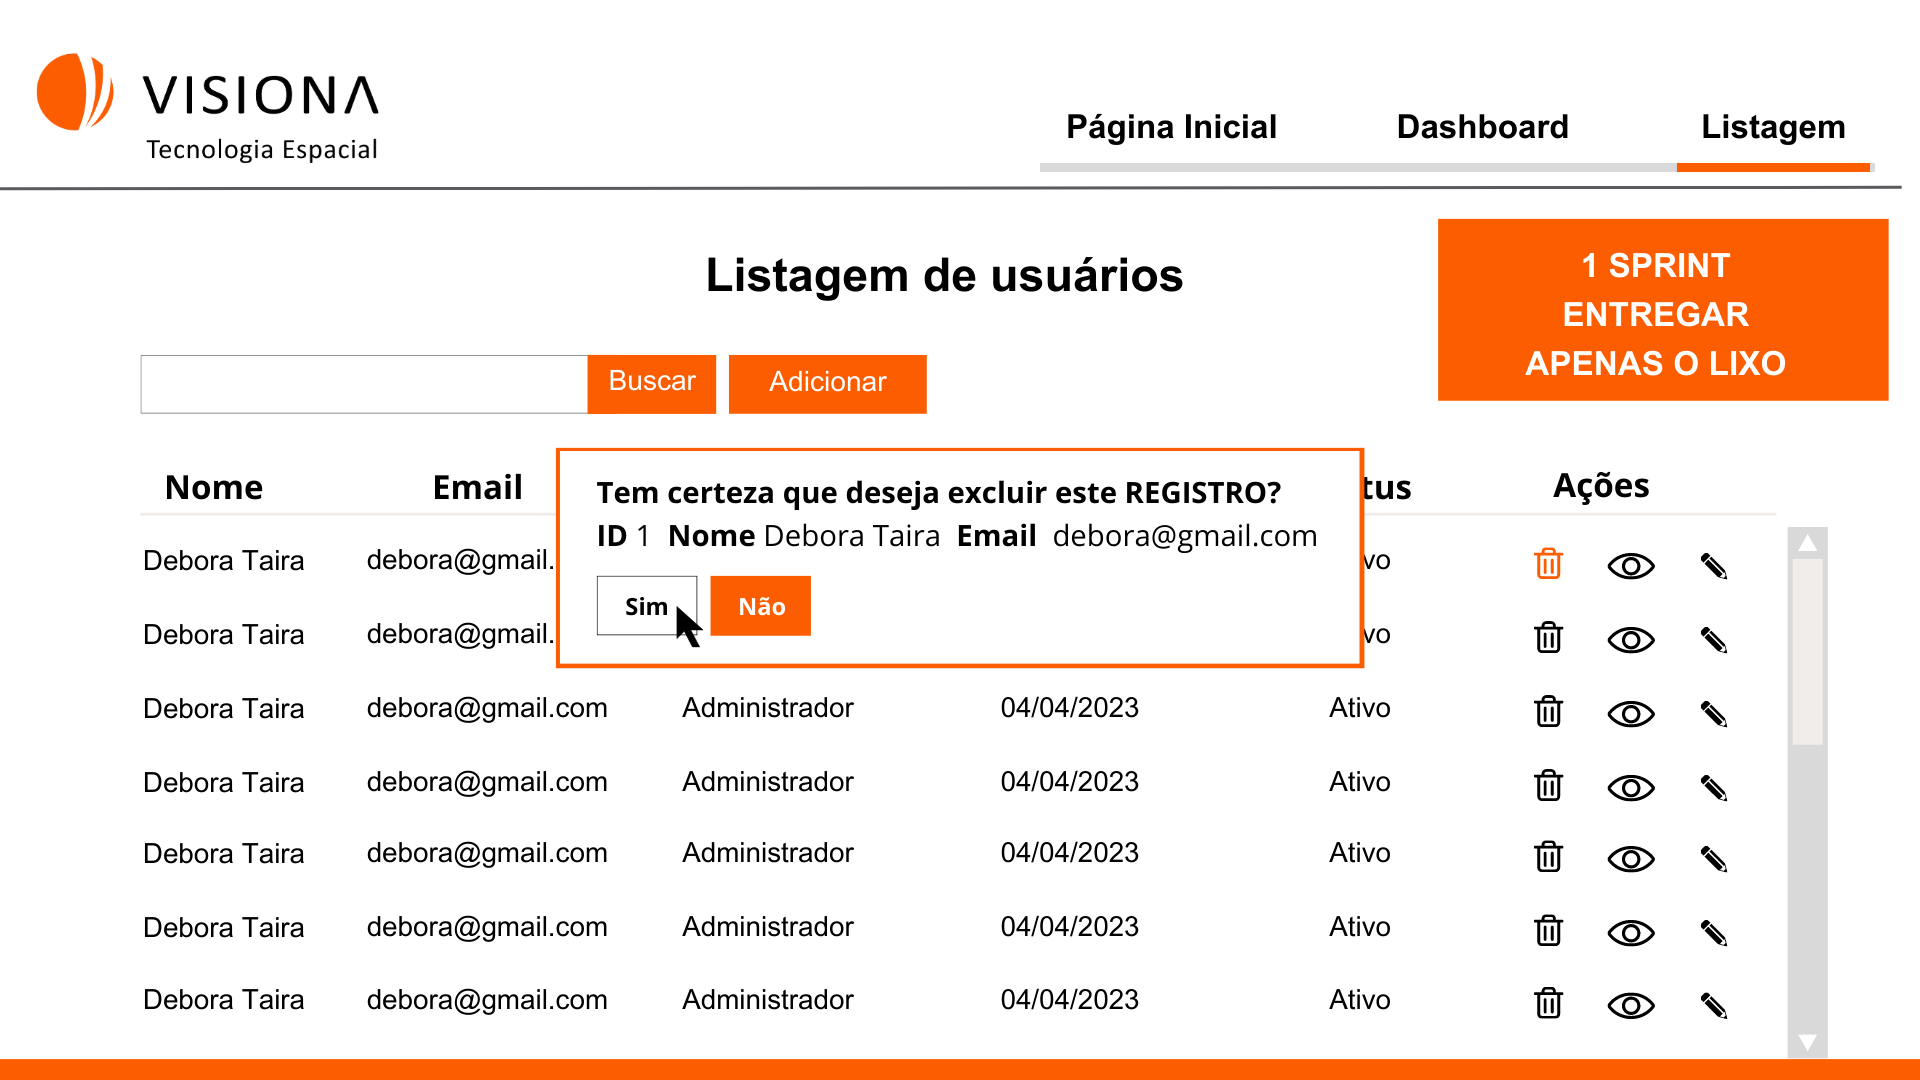 VISIONA
Tecnologia Espacial
Página Inicial Dashboard Listagem
Listagem de usuários
1 SPRINT
ENTREGAR
APENAS O LIXO
Buscar Adicionar
Nome Email tus Ações
Tem certeza que deseja excluir este REGISTRO?
ID 1 Nome Debora Taira Email debora@gmail.com
Sim Não
Debora Taira debora@gmail. vo
Debora Taira debora@gmail. vo
Debora Taira debora@gmail.com Administrador 04/04/2023 Ativo
Debora Taira debora@gmail.com Administrador 04/04/2023 Ativo
Debora Taira debora@gmail.com Administrador 04/04/2023 Ativo
Debora Taira debora@gmail.com Administrador 04/04/2023 Ativo
Debora Taira debora@gmail.com Administrador 04/04/2023 Ativo